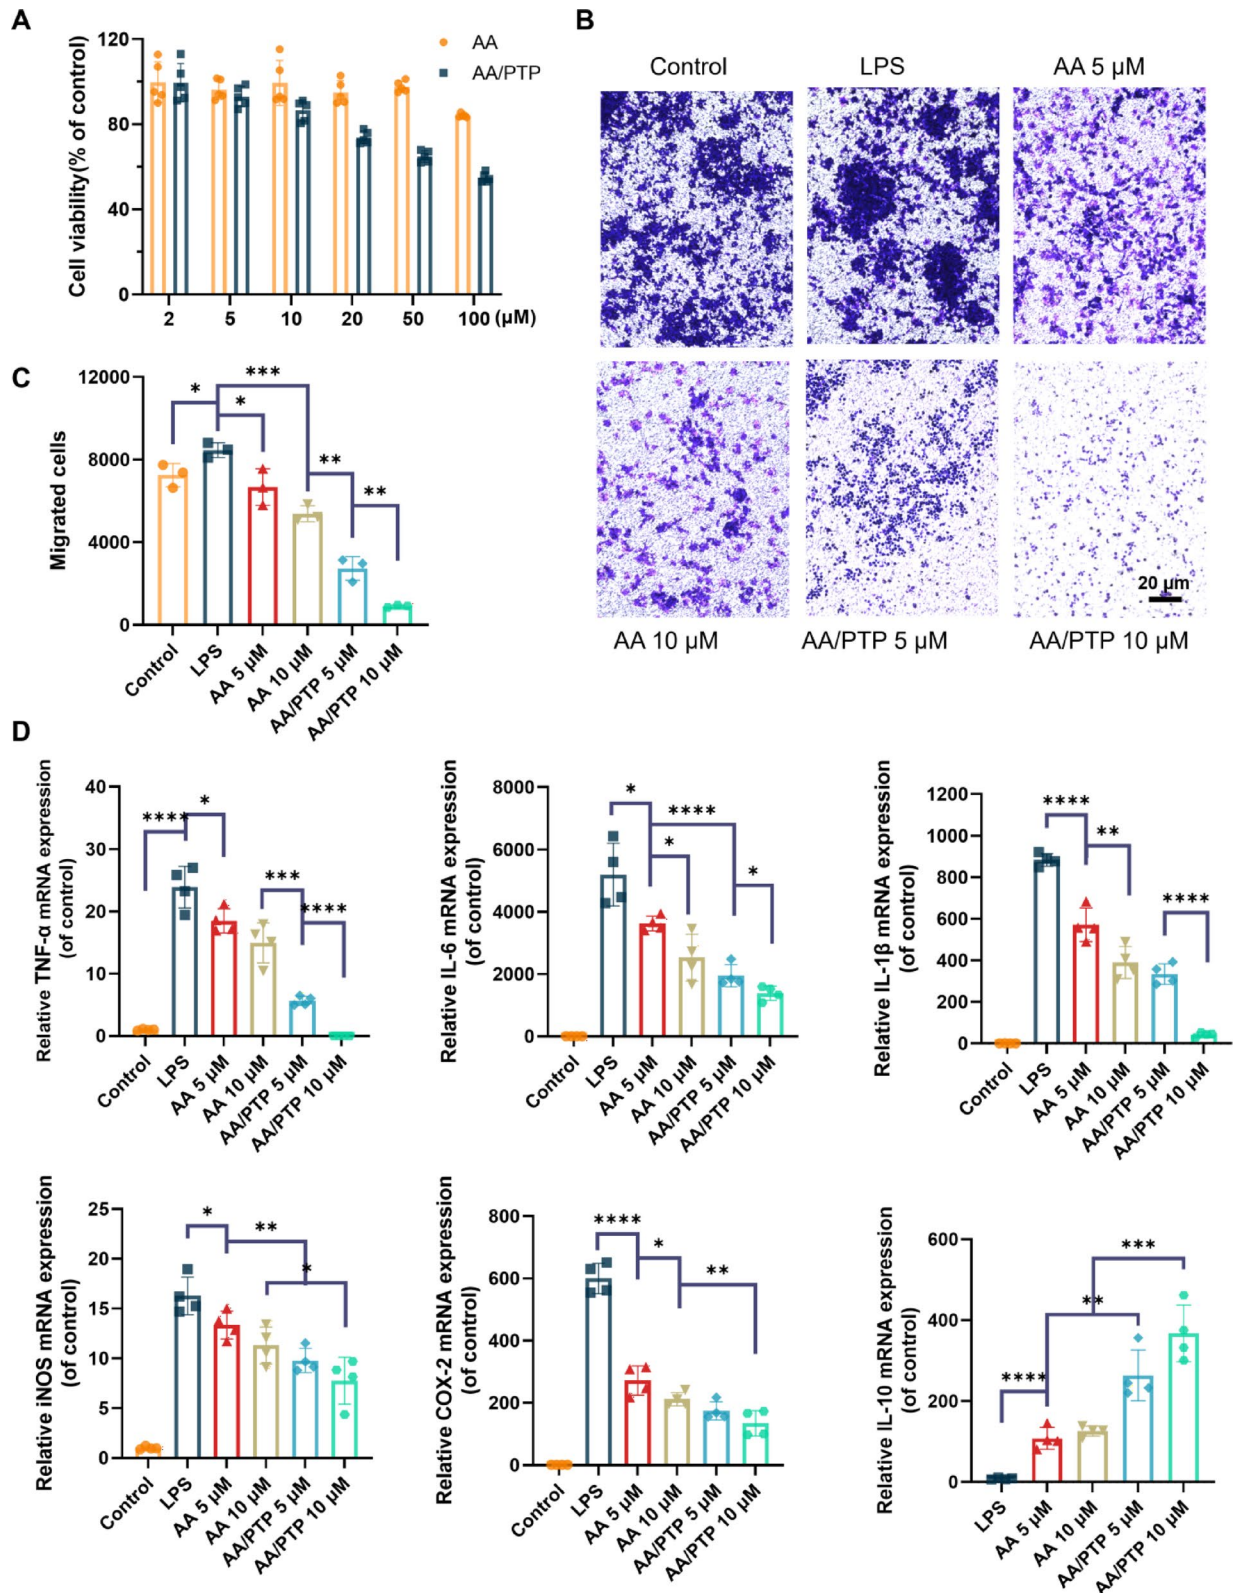 A
Cell viability(% of control)
120
80
40
0
2 5 10 20 50 100 (μM)
AA
AA/PTP
B
Control LPS AA 5 μM
20 μm
AA 10 μM AA/PTP 5 μM AA/PTP 10 μM
C
Migrated cells
12000
8000
4000
0
* *** * ** **
Control LPS AA 5 μM AA 10 μM AA/PTP 5 μM AA/PTP 10 μM
D
Relative TNF-α mRNA expression
(of control)
40
30
20
10
0
**** * *** ****
Control LPS AA 5 μM AA 10 μM AA/PTP 5 μM AA/PTP 10 μM
Relative IL-6 mRNA expression
(of control)
8000
6000
4000
2000
0
* **** * *
Control LPS AA 5 μM AA 10 μM AA/PTP 5 μM AA/PTP 10 μM
Relative IL-1β mRNA expression
(of control)
1200
1000
800
600
400
200
0
**** ** ****
Control LPS AA 5 μM AA 10 μM AA/PTP 5 μM AA/PTP 10 μM
Relative iNOS mRNA expression
(of control)
25
20
15
10
5
0
* ** *
Control LPS AA 5 μM AA 10 μM AA/PTP 5 μM AA/PTP 10 μM
Relative COX-2 mRNA expression
(of control)
800
600
400
200
0
**** * **
Control LPS AA 5 μM AA 10 μM AA/PTP 5 μM AA/PTP 10 μM
Relative IL-10 mRNA expression
(of control)
600
400
200
0
**** ** ***
LPS AA 5 μM AA 10 μM AA/PTP 5 μM AA/PTP 10 μM